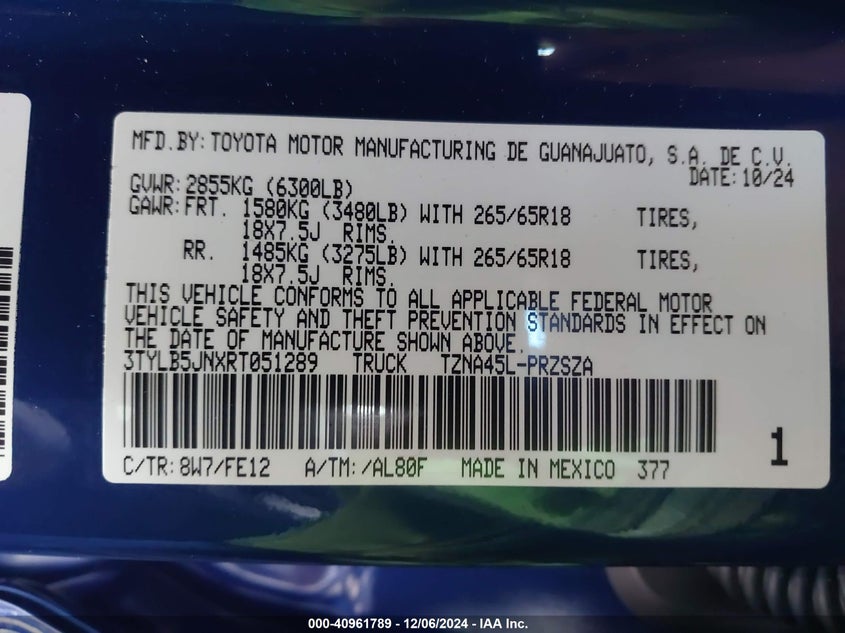 MFD.BY:TOYOTA MOTOR MANUFACTURING DE GUANAJUATO, S.A. DE C.V.
DATE:10/24
GVWR:2855KG (6300LB)
GAWR:FRT. 1580KG (3480LB) WITH 265/65R18 TIRES,
18X7.5J RIMS.
RR. 1485KG (3275LB) WITH 265/65R18 TIRES,
18X7.5J RIMS.
THIS VEHICLE CONFORMS TO ALL APPLICABLE FEDERAL MOTOR
VEHICLE SAFETY AND THEFT PREVENTION STANDARDS IN EFFECT ON
THE DATE OF MANUFACTURE SHOWN ABOVE.
3TYLB5JNXRT051289 TRUCK TZNA45L-PRZSZA
C/TR:8W7/FE12 A/TM:/AL80F MADE IN MEXICO 377
1
000-40961789 - 12/06/2024 - IAA Inc.